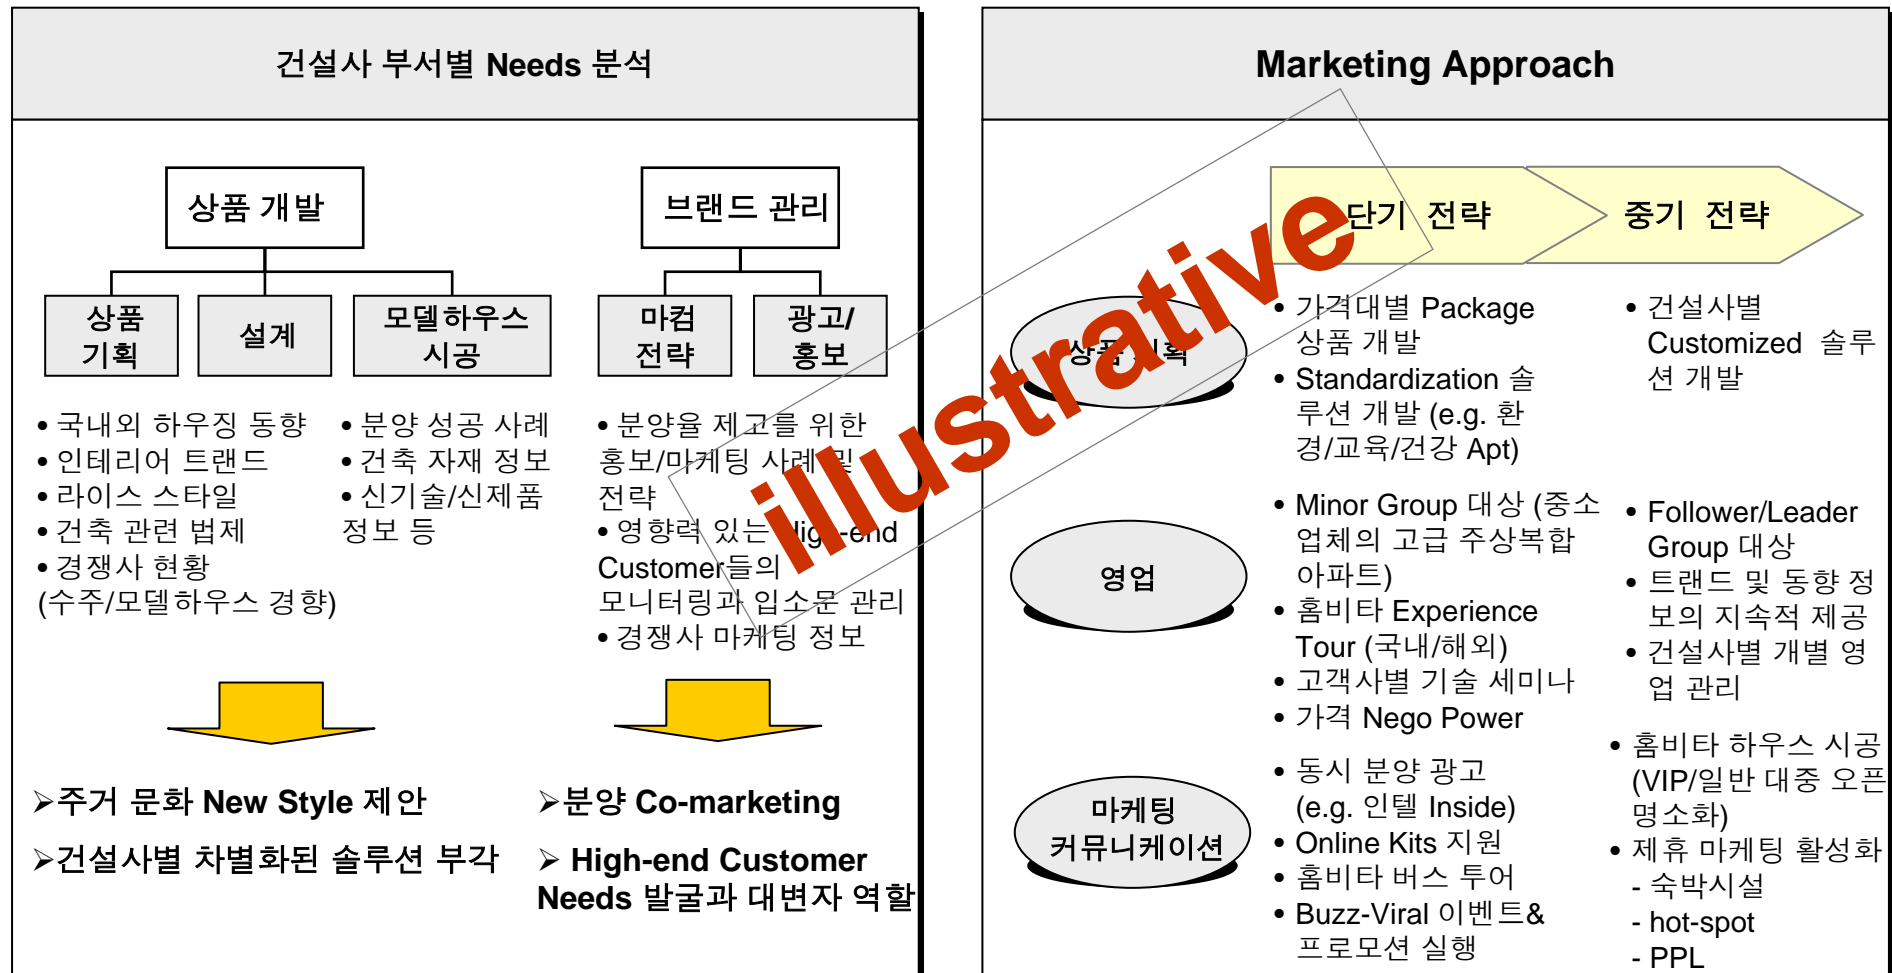 건설사 부서별 Needs 분석
상품 개발
브랜드 관리
상품
기획
설계
모델하우스
시공
마컴
전략
광고/
홍보
• 국내외 하우징 동향
• 인테리어 트랜드
• 라이스 스타일
• 건축 관련 법제
• 경쟁사 현황
(수주/모델하우스 경향)
• 분양 성공 사례
• 건축 자재 정보
• 신기술/신제품
정보 등
• 분양율 제고를 위한
홍보/마케팅 사례 및
전략
• 영향력 있는 High-end
Customer들의
모니터링과 입소문 관리
• 경쟁사 마케팅 정보
➢주거 문화 New Style 제안
➢건설사별 차별화된 솔루션 부각
➢분양 Co-marketing
➢ High-end Customer
Needs 발굴과 대변자 역할
Marketing Approach
단기 전략
중기 전략
상품 기획
• 가격대별 Package
상품 개발
• Standardization 솔
루션 개발 (e.g. 환
경/교육/건강 Apt)
• 건설사별
Customized 솔루
션 개발
영업
• Minor Group 대상 (중소
업체의 고급 주상복합
아파트)
• 홈비타 Experience
Tour (국내/해외)
• 고객사별 기술 세미나
• 가격 Nego Power
• Follower/Leader
Group 대상
• 트랜드 및 동향 정
보의 지속적 제공
• 건설사별 개별 영
업 관리
마케팅
커뮤니케이션
• 동시 분양 광고
(e.g. 인텔 Inside)
• Online Kits 지원
• 홈비타 버스 투어
• Buzz-Viral 이벤트&
프로모션 실행
• 홈비타 하우스 시공
(VIP/일반 대중 오픈
명소화)
• 제휴 마케팅 활성화
- 숙박시설
- hot-spot
- PPL
illustrative